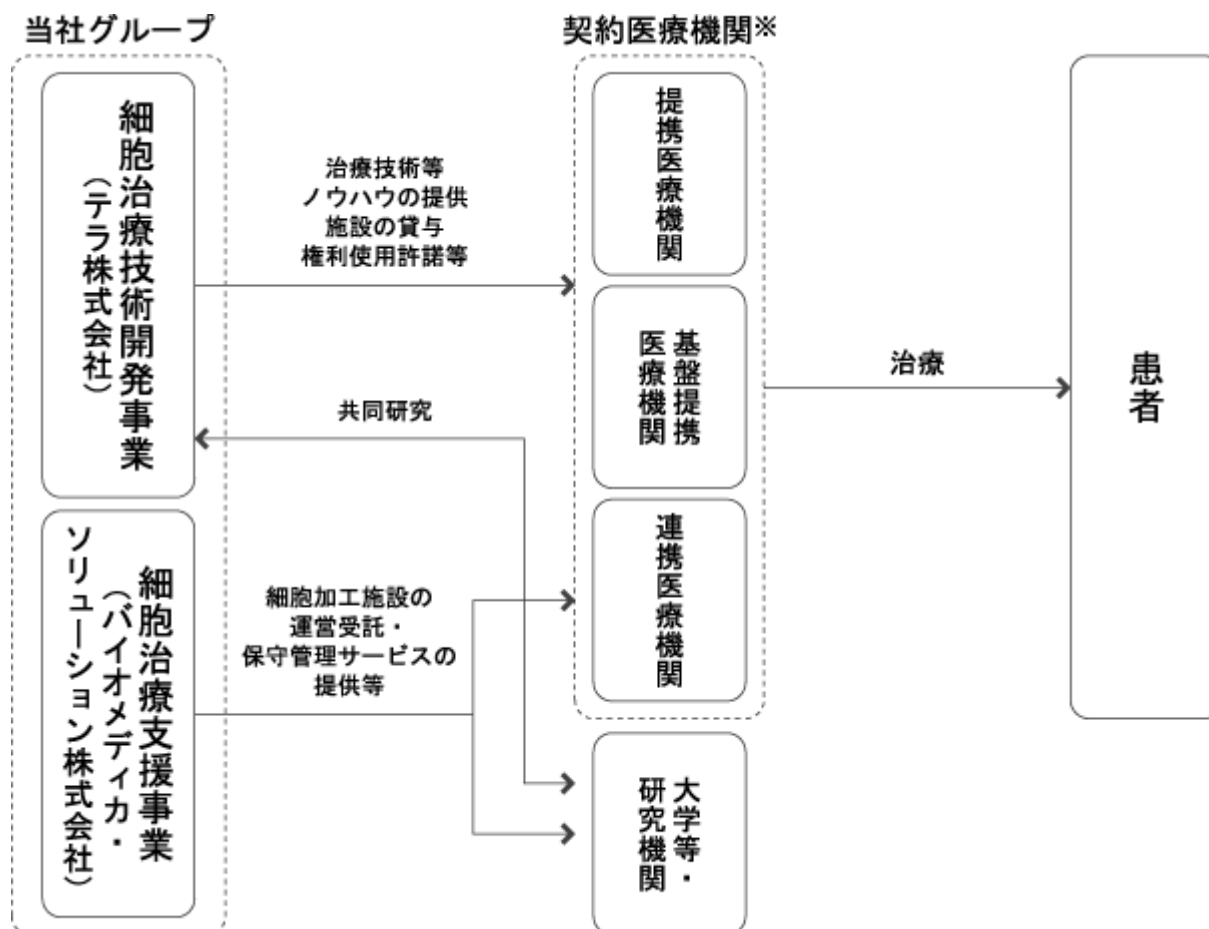 当社グループ
細胞治療技術開発事業
（テラ株式会社）
細胞治療支援事業
（バイオメディカ・
ソリューション株式会社）
治療技術等
ノウハウの提供
施設の貸与
権利使用許諾等
共同研究
細胞加工施設の
運営受託・
保守管理サービスの
提供等
契約医療機関※
提携医療機関
基盤提携
医療機関
連携医療機関
大学等・
研究機関
治療
患者